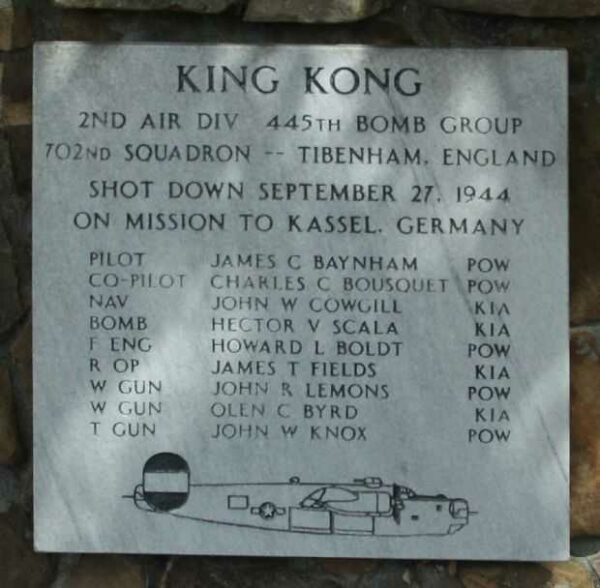 KING KONG
2ND AIR DIV 445TH BOMB GROUP
702ND SQUADRON -- TIBENHAM, ENGLAND
SHOT DOWN SEPTEMBER 27, 1944
ON MISSION TO KASSEL, GERMANY
PILOT JAMES C BAYNHAM POW
CO-PILOT CHARLES C BOUSQUET POW
NAV JOHN W COWGILL KIA
BOMB HECTOR V SCALA KIA
F ENG HOWARD L BOLDT POW
R OP JAMES T FIELDS KIA
W GUN JOHN R LEMONS POW
W GUN OLEN C BYRD KIA
T GUN JOHN W KNOX POW